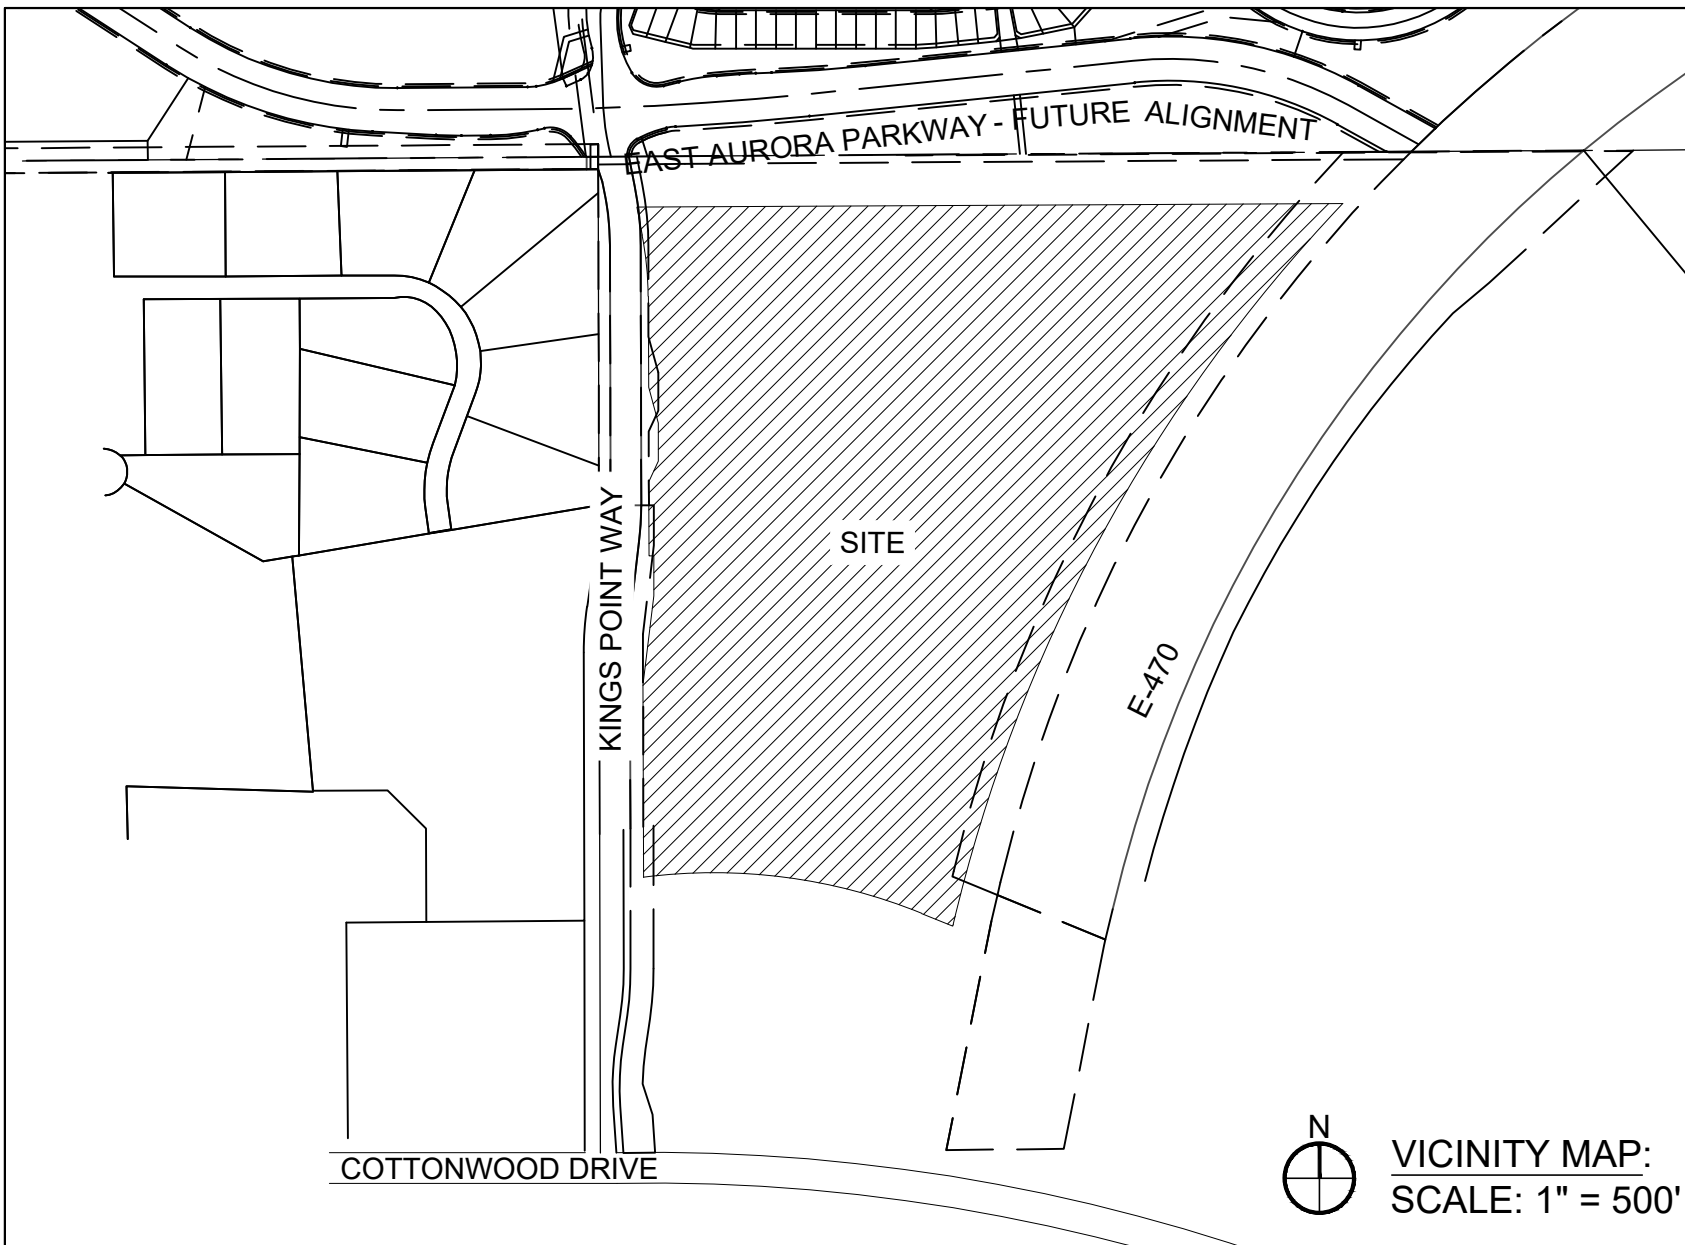 EAST AURORA PARKWAY - FUTURE ALIGNMENT
SITE
KINGS POINT WAY
E-470
COTTONWOOD DRIVE
N
VICINITY MAP:
SCALE: 1" = 500'